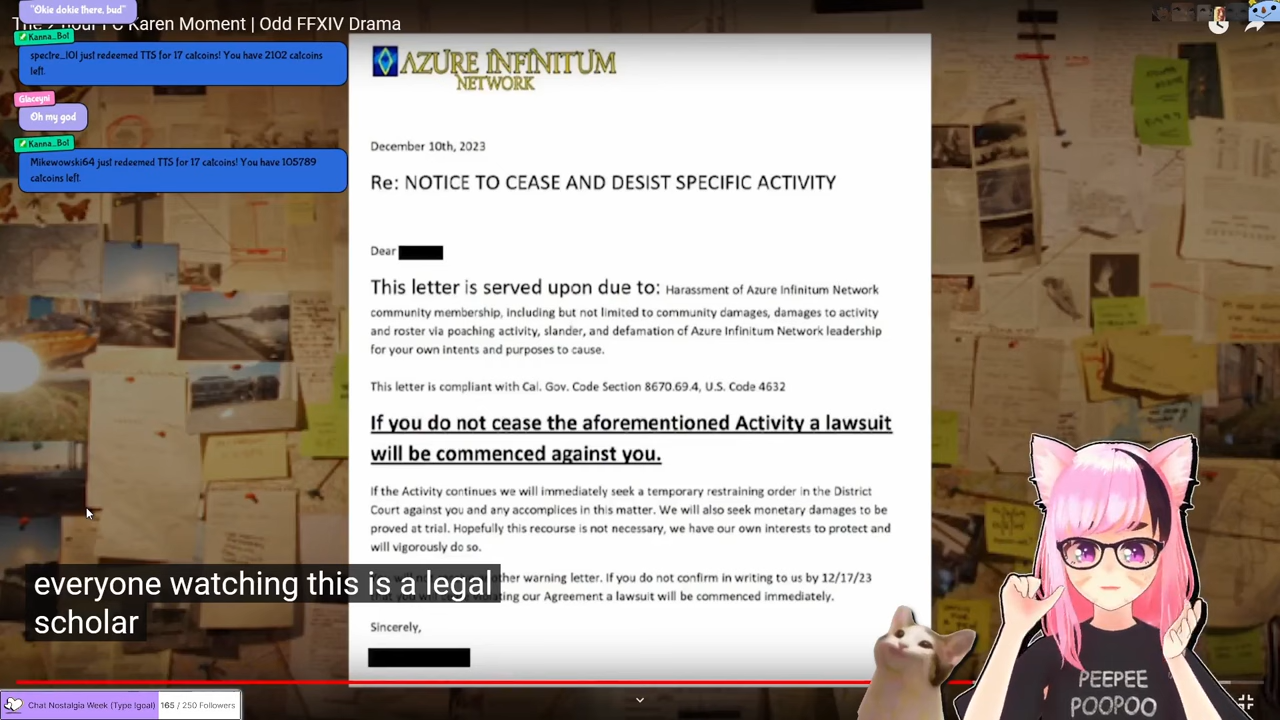 "Okie dokie there, bud"
The 2 hour FC Karen Moment | Odd FFXIV Drama
Kanna_Bot
spec1re_101 just redeemed TTS for 17 calcoins! You have 2102 calcoins
left.
Glaceyni
Oh my god
Kanna_Bot
Mikewowski64 just redeemed TTS for 17 calcoins! You have 105789
calcoins left.
AZURE INFINITUM
NETWORK
December 10th, 2023
Re: NOTICE TO CEASE AND DESIST SPECIFIC ACTIVITY
Dear
This letter is served upon due to: Harassment of Azure Infinitum Network
community membership, including but not limited to community damages, damages to activity
and roster via poaching activity, slander, and defamation of Azure Infinitum Network leadership
for your own intents and purposes to cause.
This letter is compliant with Cal. Gov. Code Section 8670.69.4, U.S. Code 4632
If you do not cease the aforementioned Activity a lawsuit
will be commenced against you.
If the Activity continues we will immediately seek a temporary restraining order in the District
Court against you and any accomplices in this matter. We will also seek monetary damages to be
proved at trial. Hopefully this recourse is not necessary, we have our own interests to protect and
will vigorously do so.
warning letter. If you do not confirm in writing to us by 12/17/23
our Agreement a lawsuit will be commenced immediately.
Sincerely,
everyone watching this is a legal
scholar
PEEPEE
POOPOO
Chat Nostalgia Week (Type !goal) 165 / 250 Followers